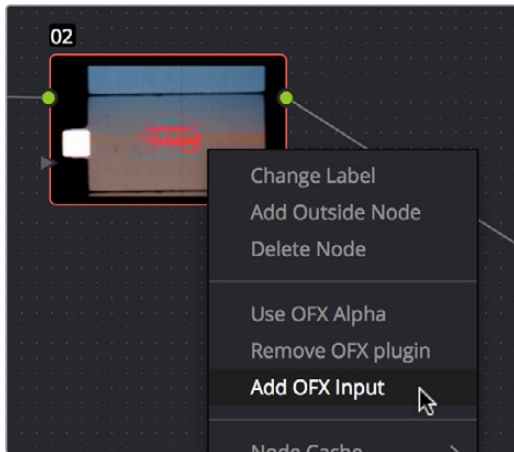 02
Change Label
Add Outside Node
Delete Node
Use OFX Alpha
Remove OFX plugin
Add OFX Input
Node Cache